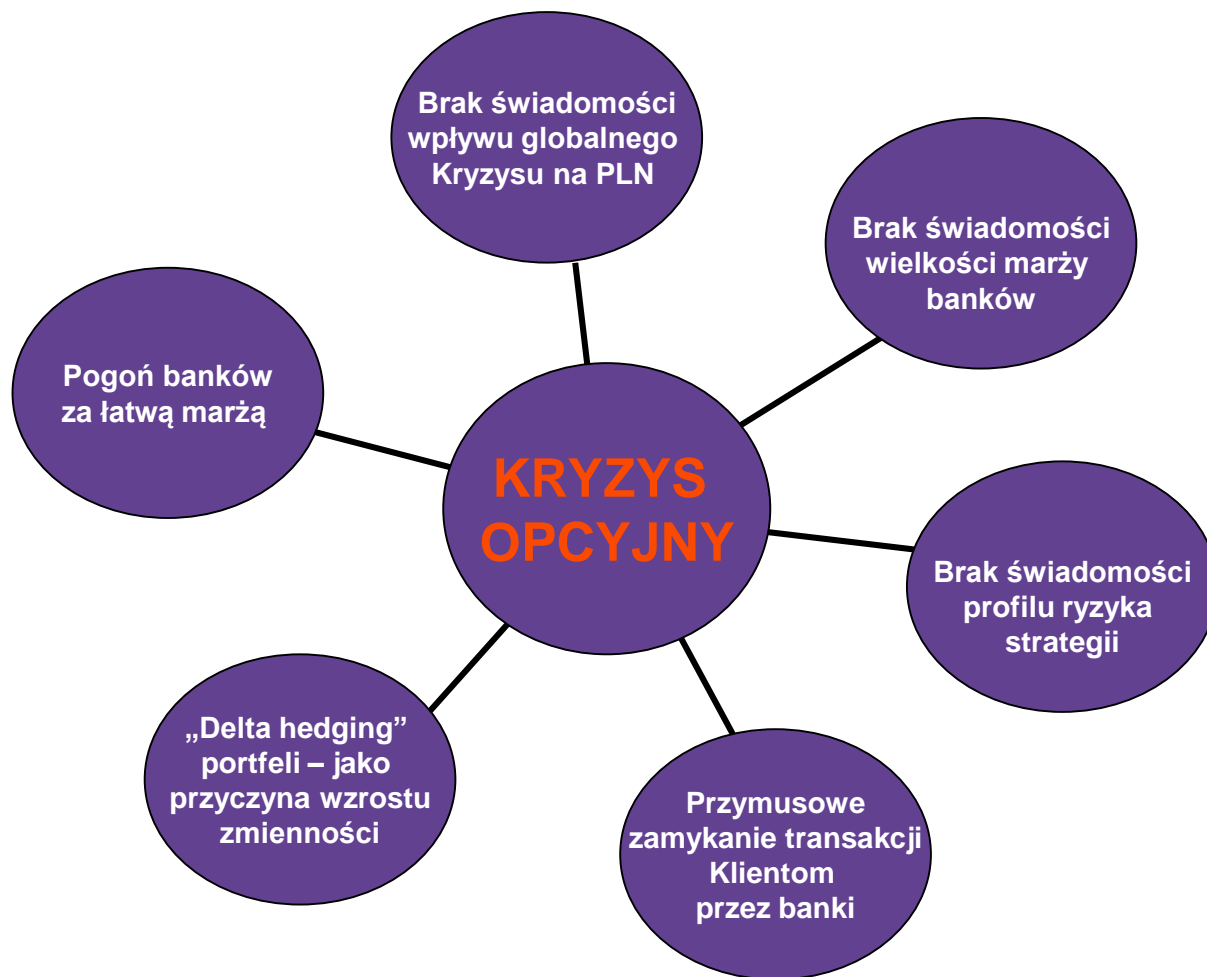 Brak świadomości
wpływu globalnego
Kryzysu na PLN
Brak świadomości
wielkości marży
banków
Pogoń banków
za łatwą marżą
KRYZYS
OPCYJNY
Brak świadomości
profilu ryzyka
strategii
„Delta hedging”
portfeli – jako
przyczyna wzrostu
zmienności
Przymusowe
zamykanie transakcji
Klientom
przez banki